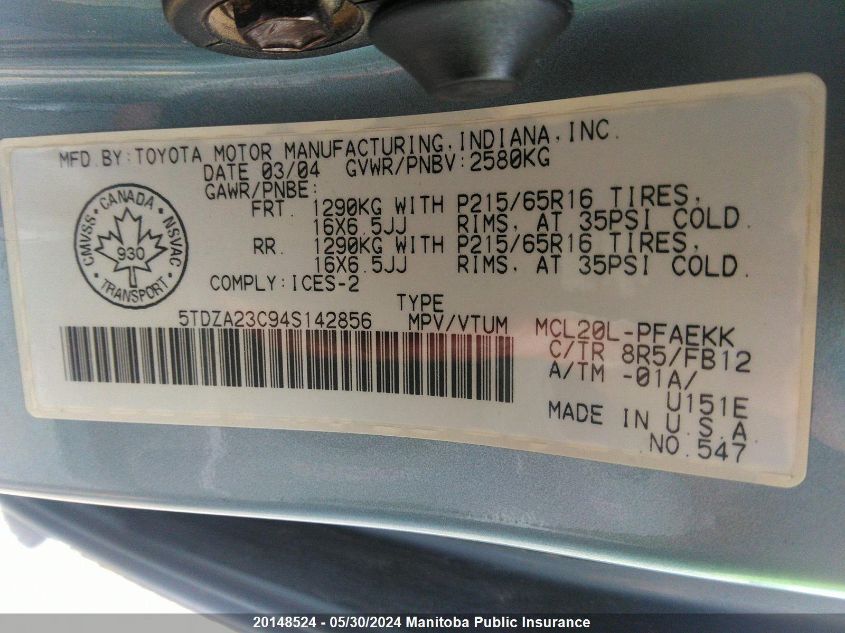 MFD.BY:TOYOTA MOTOR MANUFACTURING,INDIANA,INC.
DATE 03/04 GVWR/PNBV:2580KG
GAWR/PNBE:
FRT. 1290KG WITH P215/65R16 TIRES,
16X6.5JJ RIMS, AT 35PSI COLD.
RR. 1290KG WITH P215/65R16 TIRES,
16X6.5JJ RIMS, AT 35PSI COLD.
COMPLY:ICES-2
CANADA
CMVSS
NSVAC
930
TRANSPORT
TYPE
5TDZA23C94S142856 MPV/VTUM MCL20L-PFAEKK
C/TR 8R5/FB12
A/TM -01A/
U151E
MADE IN U.S.A.
NO.547
20148524 - 05/30/2024 Manitoba Public Insurance